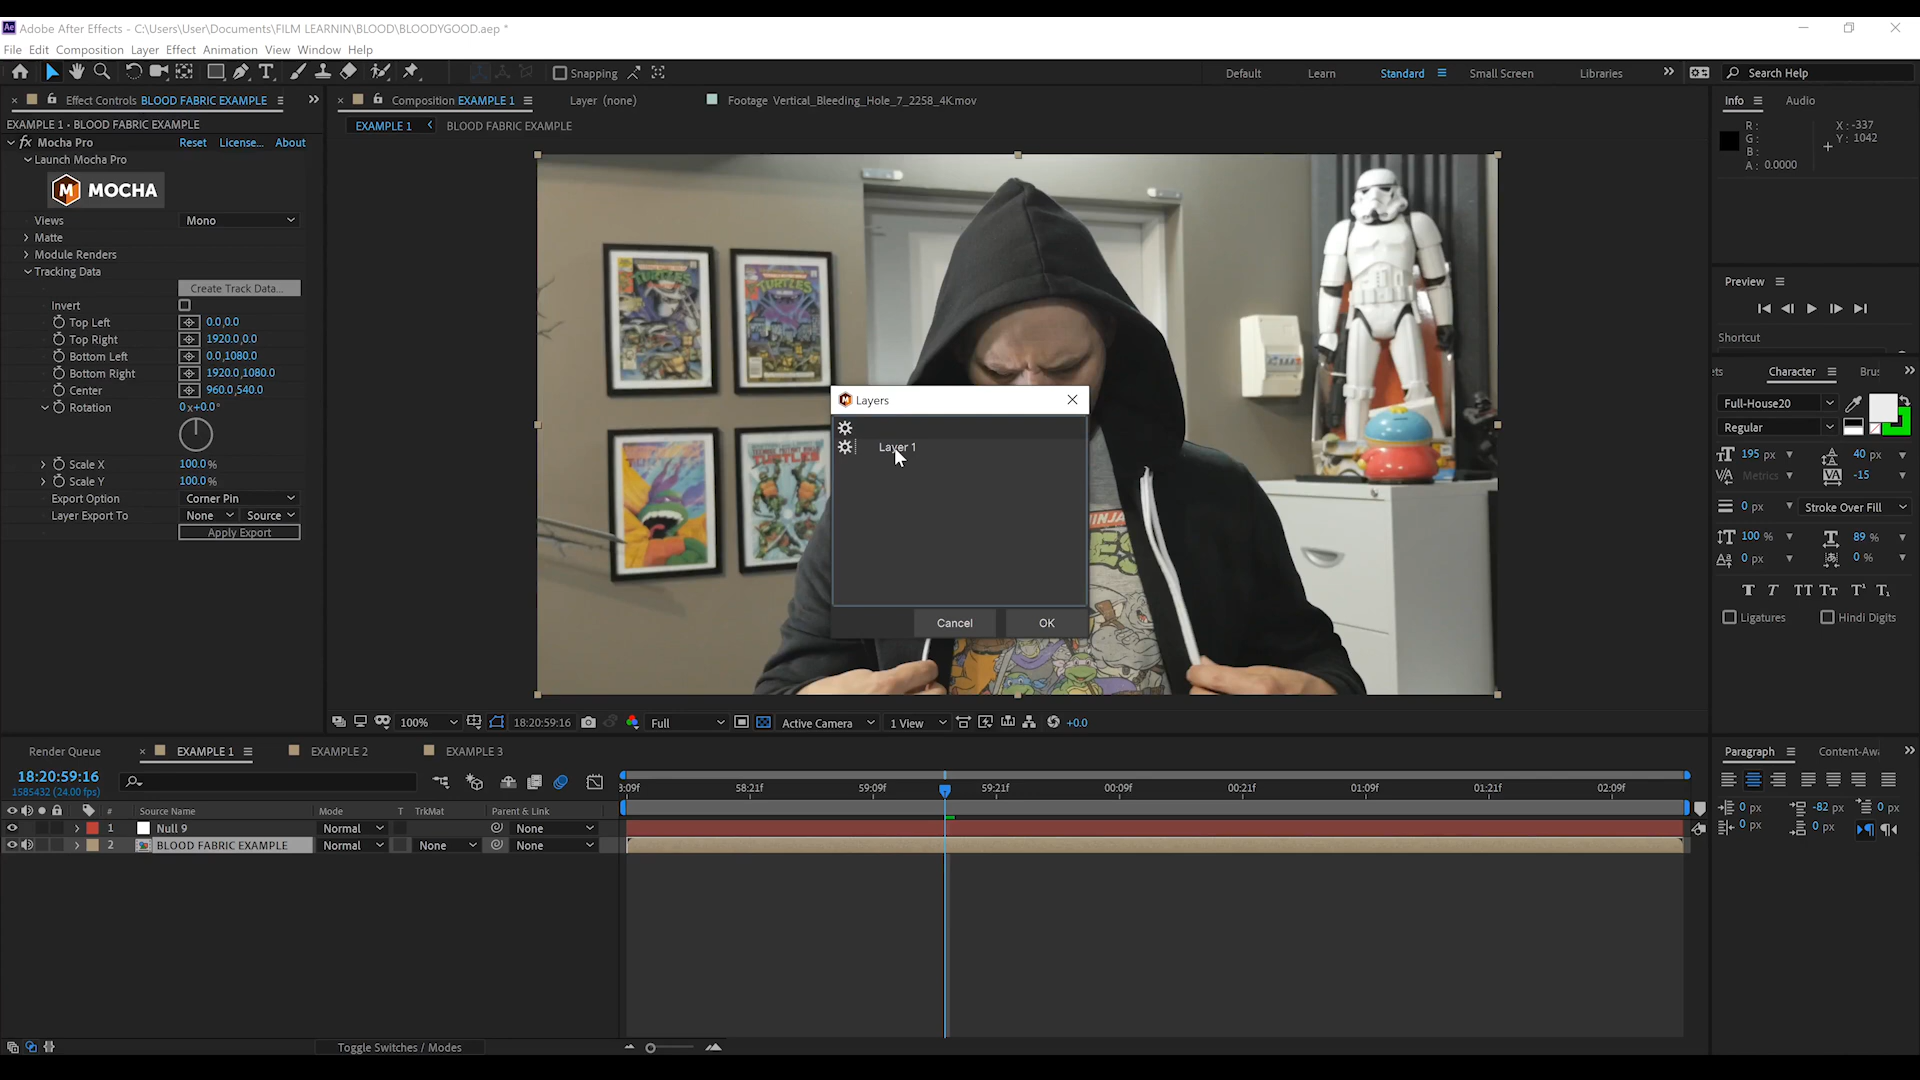 Adobe After Effects - C:\Users\User\Documents\FILM LEARNIN\BLOOD\BLOODYGOOD.aep *
File Edit Composition Layer Effect Animation View Window Help
Snapping
Default Learn Standard Small Screen Libraries
Search Help
Effect Controls BLOOD FABRIC EXAMPLE
Composition EXAMPLE 1
Layer (none)
Footage Vertical_Bleeding_Hole_7_2258_4K.mov
EXAMPLE 1 • BLOOD FABRIC EXAMPLE
EXAMPLE 1 BLOOD FABRIC EXAMPLE
fx Mocha Pro Reset License... About
Launch Mocha Pro
MOCHA
Views Mono
Matte
Module Renders
Tracking Data
Create Track Data...
Invert
Top Left 0.0,0.0
Top Right 1920.0,0.0
Bottom Left 0.0,1080.0
Bottom Right 1920.0,1080.0
Center 960.0,540.0
Rotation 0x+0.0°
Scale X 100.0%
Scale Y 100.0%
Export Option Corner Pin
Layer Export To None Source
Apply Export
TURTLES
TURTLES
TURTLES
NINJA
Layers
Layer 1
Cancel OK
100% 18:20:59:16 Full Active Camera 1 View +0.0
Info Audio
R: X: -337
G: Y: 1042
B:
A: 0.0000
Preview
Shortcut
Character Brus
Full-House20
Regular
195 px 40 px
Metrics -15
0 px Stroke Over Fill
100 % 89 %
0 px 0 %
Ligatures Hindi Digits
Render Queue EXAMPLE 1 EXAMPLE 2 EXAMPLE 3
18:20:59:16
1585432 (24.00 fps)
3:09f 58:21f 59:09f 59:21f 00:09f 00:21f 01:09f 01:21f 02:09f
# Source Name Mode T TrkMat Parent & Link
1 Null 9 Normal None
2 BLOOD FABRIC EXAMPLE Normal None None
Toggle Switches / Modes
Paragraph Content-Awa
0 px -82 px 0 px
0 px 0 px